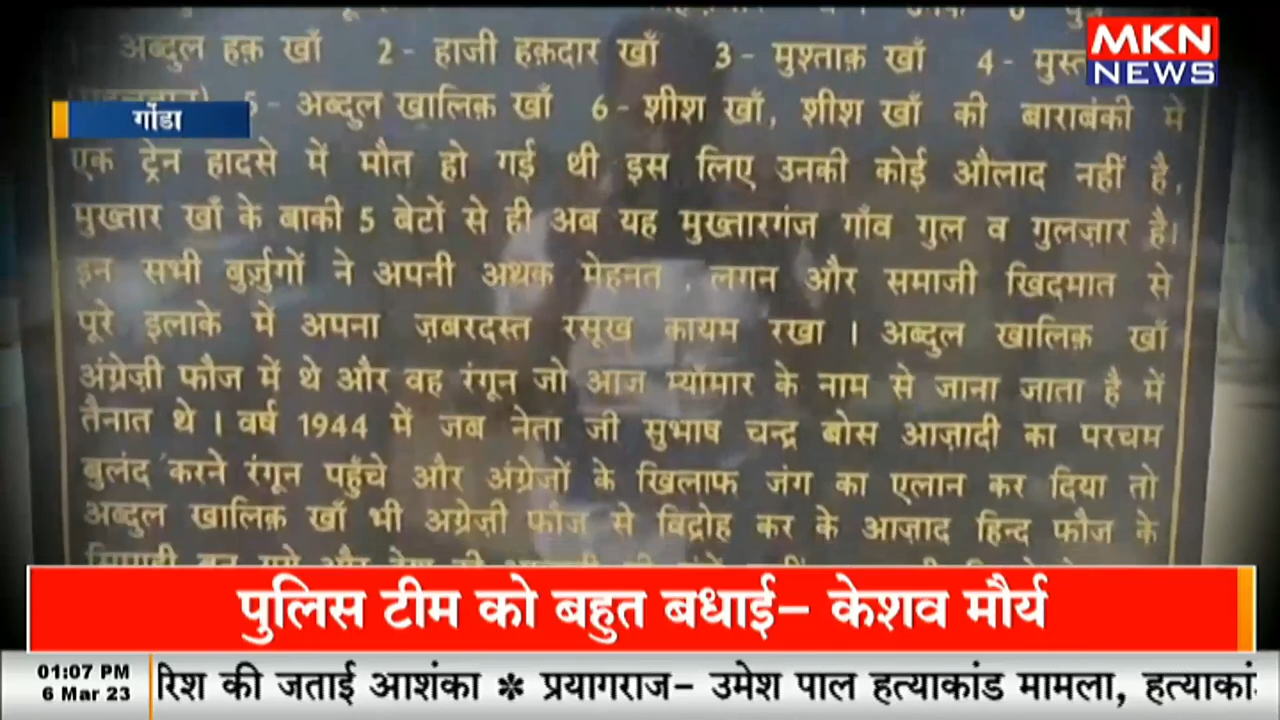 MKN
NEWS
गोंडा
अब्दुल हक़ खाँ 2- हाजी हक़दार खाँ 3- मुश्ताक़ खाँ 4-
5- अब्दुल खालिक़ खाँ 6- शीश खाँ, शीश खाँ की बाराबंकी में
एक ट्रेन हादसे में मौत हो गई थी इस लिए उनकी कोई औलाद नहीं है,
मुख्तार खाँ के बाकी 5 बेटों से ही अब यह मुख्तारगंज गाँव गुल व गुलज़ार है।
इन सभी बुर्ज़ुगों ने अपनी अथक मेहनत, लगन और समाजी खिदमात से
पूरे इलाके में अपना ज़बरदस्त रसूख कायम रखा । अब्दुल खालिक़ खाँ
अंग्रेज़ी फौज में थे और वह रंगून जो आज म्याँमार के नाम से जाना जाता है में
तैनात थे । वर्ष 1944 में जब नेता जी सुभाष चन्द्र बोस आज़ादी का परचम
बुलंद करने रंगून पहुँचे और अंग्रेजों के खिलाफ जंग का एलान कर दिया तो
अब्दुल खालिक़ खाँ भी अग्रेज़ी फौज से विद्रोह कर के आज़ाद हिन्द फौज के
पुलिस टीम को बहुत बधाई– केशव मौर्य
01:07 PM
6 Mar 23
रिश की जताई आशंका * प्रयागराज– उमेश पाल हत्याकांड मामला,